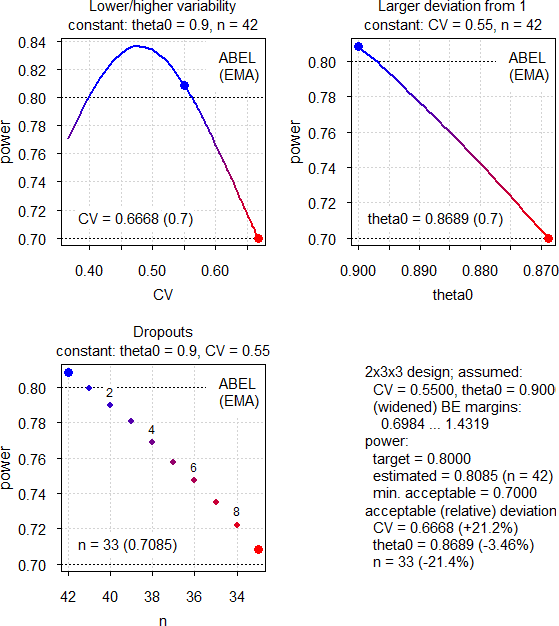 Lower/higher variability
constant: theta0 = 0.9, n = 42
power
0.84
0.82
0.80
0.78
0.76
0.74
0.72
0.70
ABEL
(EMA)
CV = 0.6668 (0.7)
0.40 0.50 0.60
CV
Larger deviation from 1
constant: CV = 0.55, n = 42
power
0.80
0.78
0.76
0.74
0.72
0.70
ABEL
(EMA)
theta0 = 0.8689 (0.7)
0.900 0.890 0.880 0.870
theta0
Dropouts
constant: theta0 = 0.9, CV = 0.55
power
0.80
0.78
0.76
0.74
0.72
0.70
ABEL
(EMA)
2
4
6
8
n = 33 (0.7085)
42 40 38 36 34
n
2x3x3 design; assumed:
CV = 0.5500, theta0 = 0.900
(widened) BE margins:
0.6984 ... 1.4319
power:
target = 0.8000
estimated = 0.8085 (n = 42)
min. acceptable = 0.7000
acceptable (relative) deviation
CV = 0.6668 (+21.2%)
theta0 = 0.8689 (-3.46%)
n = 33 (-21.4%)